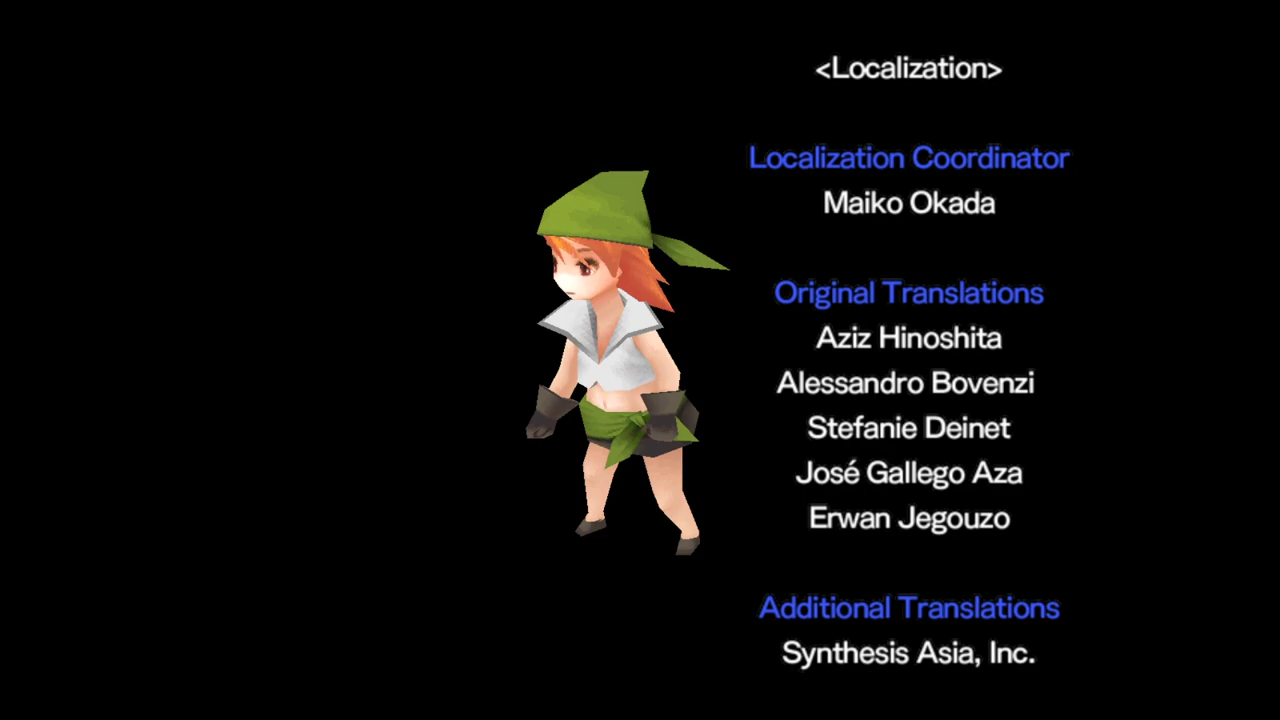 <Localization>
Localization Coordinator
Maiko Okada
Original Translations
Aziz Hinoshita
Alessandro Bovenzi
Stefanie Deinet
José Gallego Aza
Erwan Jegouzo
Additional Translations
Synthesis Asia, Inc.